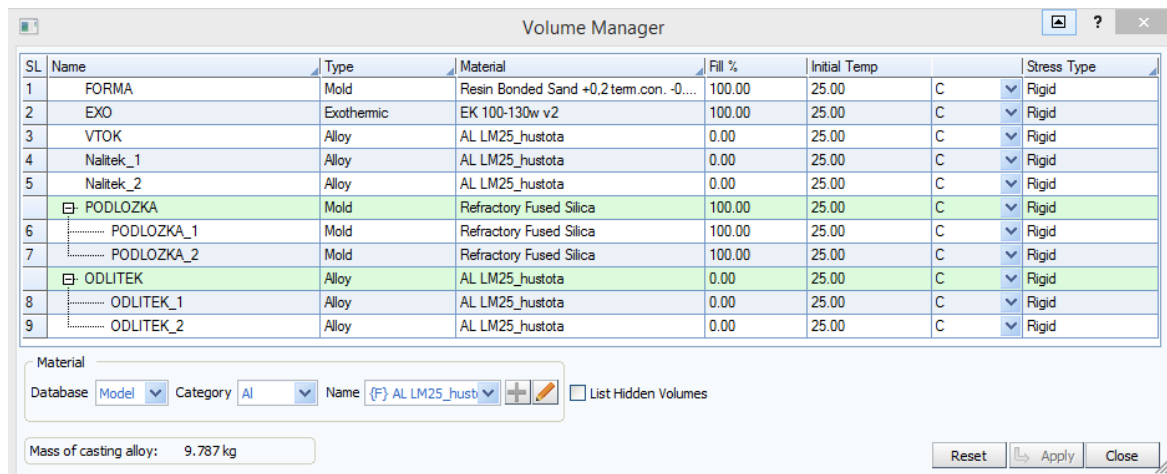 Volume Manager ?
SL Name Type Material Fill % Initial Temp Stress Type
1 FORMA Mold Resin Bonded Sand +0,2 term.con. -0.... 100.00 25.00 C Rigid
2 EXO Exothermic EK 100-130w v2 100.00 25.00 C Rigid
3 VTOK Alloy AL LM25_hustota 0.00 25.00 C Rigid
4 Nalitek_1 Alloy AL LM25_hustota 0.00 25.00 C Rigid
5 Nalitek_2 Alloy AL LM25_hustota 0.00 25.00 C Rigid
PODLOZKA Mold Refractory Fused Silica 100.00 25.00 C Rigid
6 PODLOZKA_1 Mold Refractory Fused Silica 100.00 25.00 C Rigid
7 PODLOZKA_2 Mold Refractory Fused Silica 100.00 25.00 C Rigid
ODLITEK Alloy AL LM25_hustota 0.00 25.00 C Rigid
8 ODLITEK_1 Alloy AL LM25_hustota 0.00 25.00 C Rigid
9 ODLITEK_2 Alloy AL LM25_hustota 0.00 25.00 C Rigid
Material
Database Model Category Al Name {F} AL LM25_hust List Hidden Volumes
Mass of casting alloy: 9.787 kg Reset Apply Close